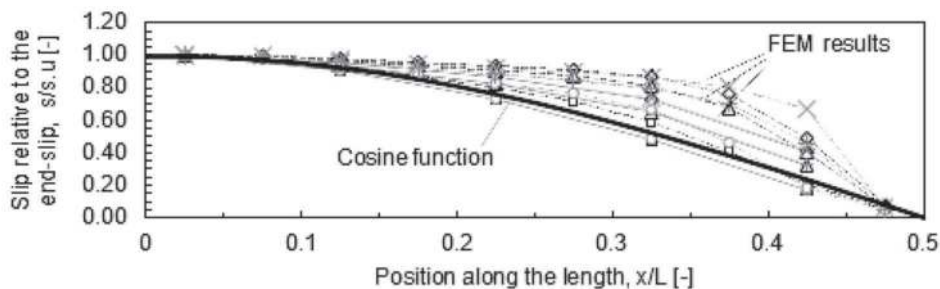 Slip relative to the
end-slip, s/s.u [-]
1.20
1.00
0.80
0.60
0.40
0.20
0.00
FEM results
Cosine function
0 0.1 0.2 0.3 0.4 0.5
Position along the length, x/L [-]